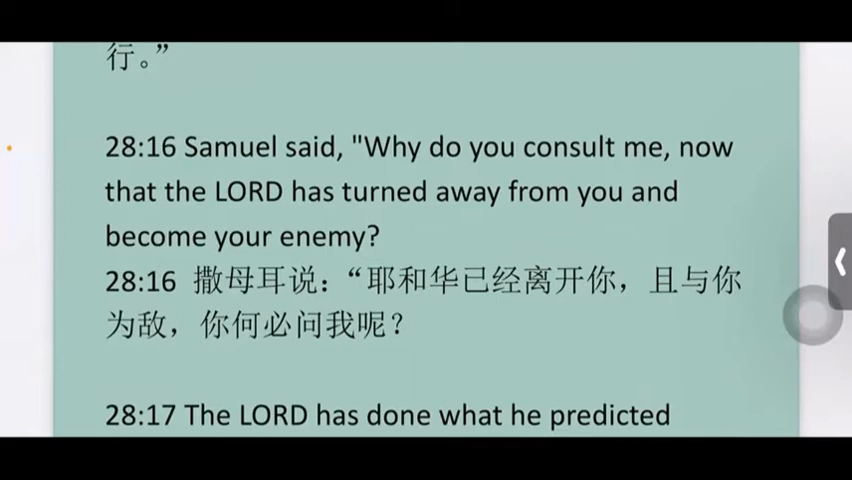 行。”
28:16 Samuel said, "Why do you consult me, now
that the LORD has turned away from you and
become your enemy?
28:16 撒母耳说：“耶和华已经离开你，且与你
为敌，你何必问我呢？
28:17 The LORD has done what he predicted